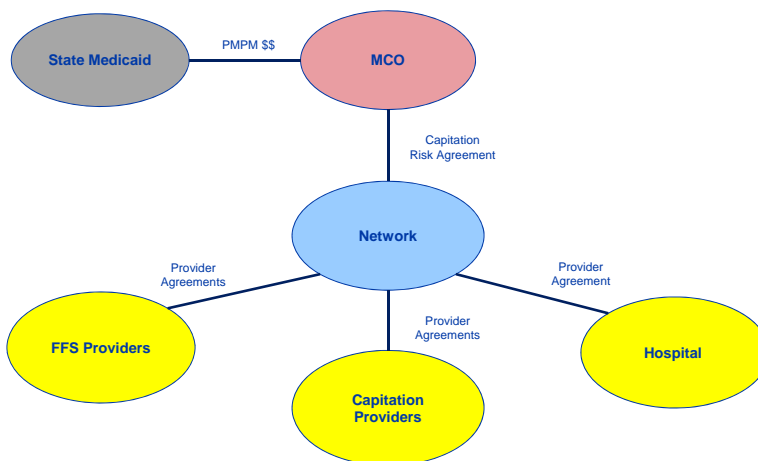 State Medicaid
PMPM $$
MCO
Capitation
Risk Agreement
Network
Provider
Agreements
Provider
Agreement
Provider
Agreements
FFS Providers
Hospital
Capitation
Providers